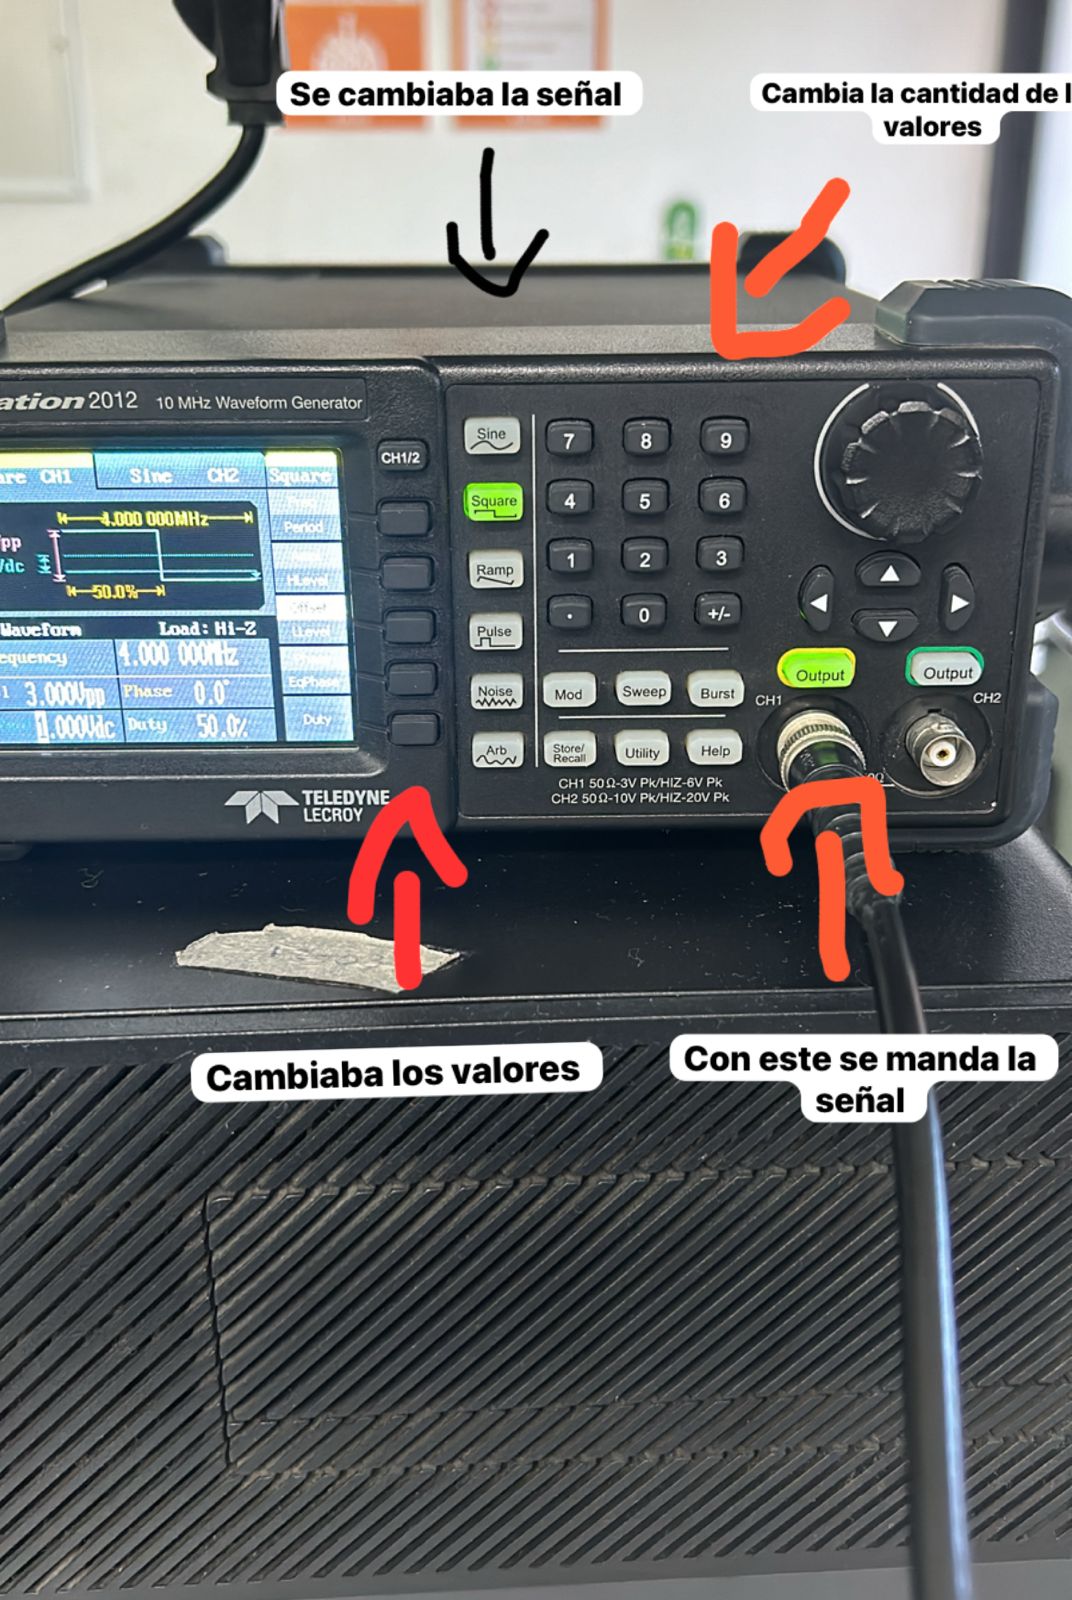 Se cambiaba la señal
Cambia la cantidad de l
valores
ation 2012 10 MHz Waveform Generator
CH1/2
are CH1 Sine CH2 Square
4.000 000MHz
pp
/dc
50.0%
Period
HLevel
Offset
LLevel
EqPhase
Duty
Waveform Load: Hi-Z
equency 4.000 000MHz
3.000Vpp Phase 0.0°
1.000Vdc Duty 50.0%
TELEDYNE
LECROY
Sine
Square
Ramp
Pulse
Noise
Arb
7 8 9
4 5 6
1 2 3
. 0 +/-
Mod Sweep Burst
Store/
Recall
Utility Help
Output
CH1
Output
CH2
CH1 50Ω-3V Pk/HIZ-6V Pk
CH2 50Ω-10V Pk/HIZ-20V Pk
Cambiaba los valores
Con este se manda la
señal